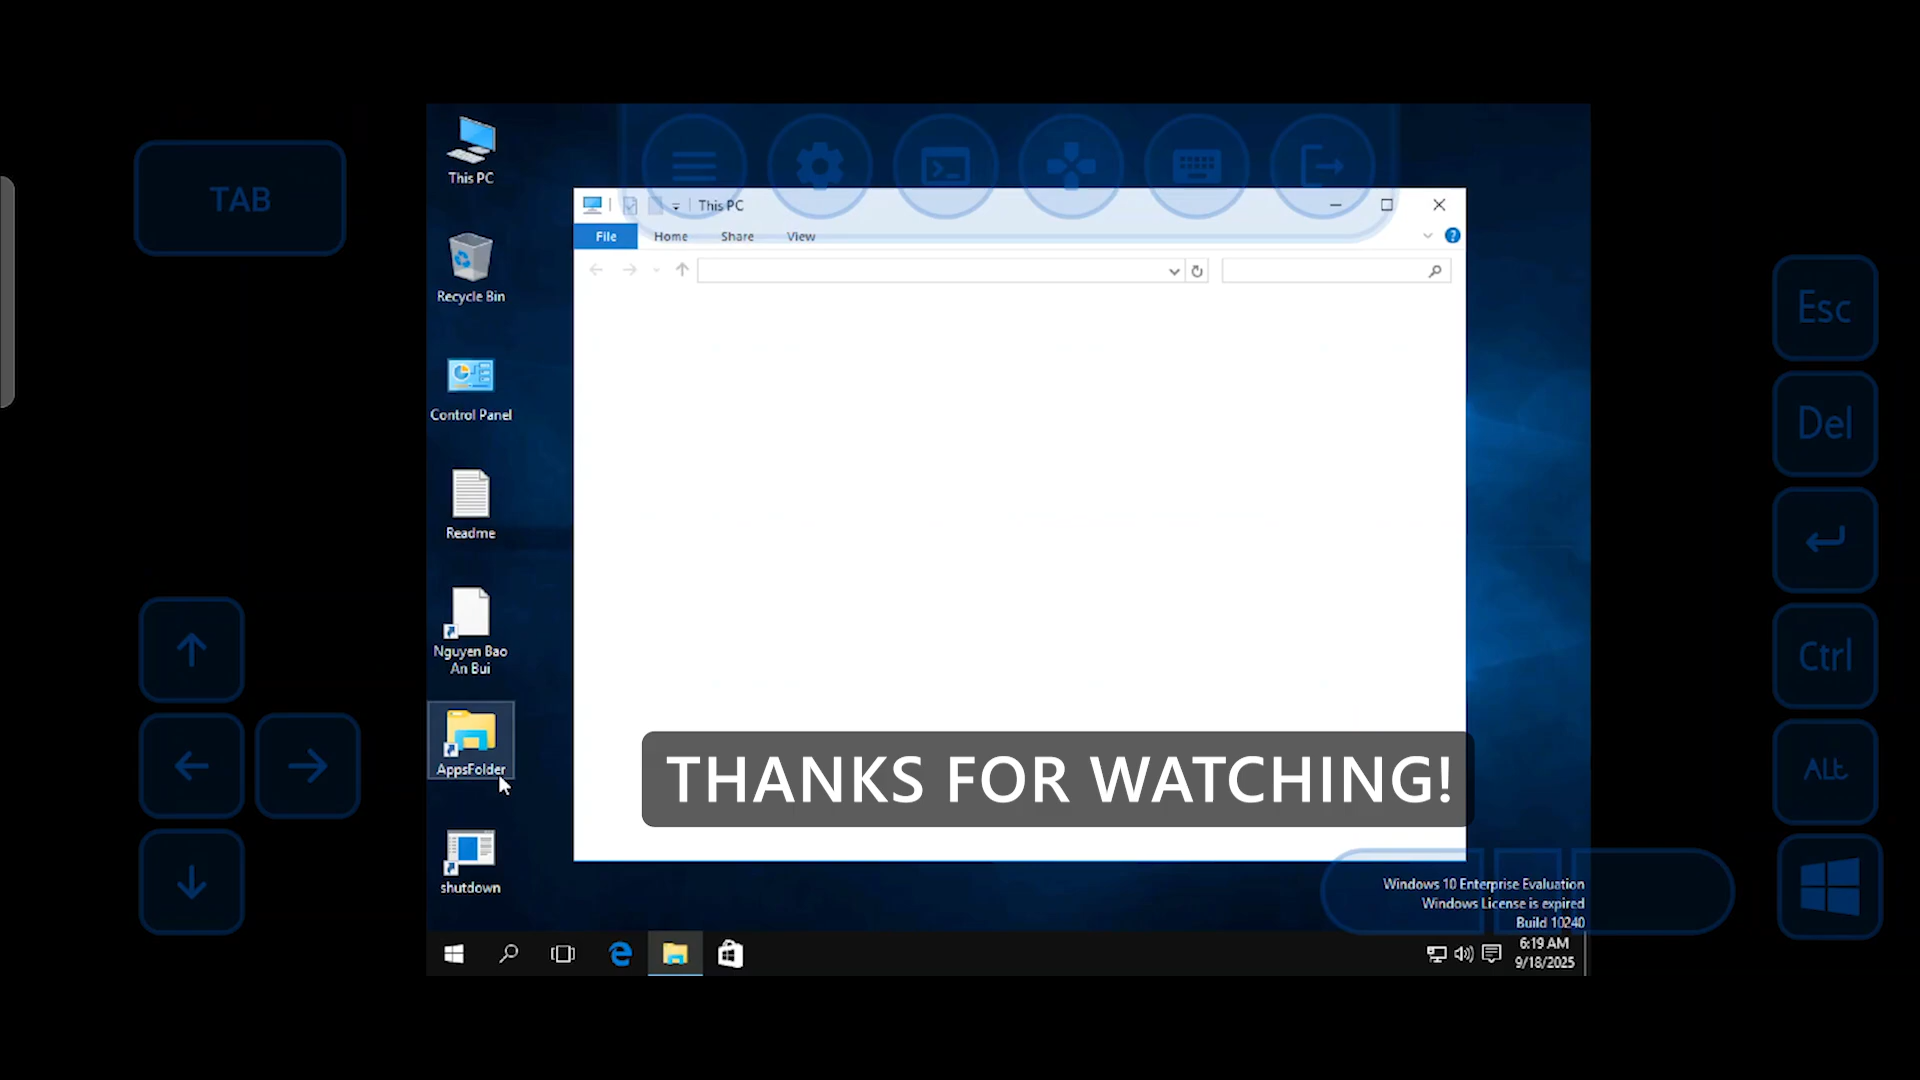 TAB
This PC
Recycle Bin
Control Panel
Readme
Nguyen Bao
An Bui
AppsFolder
shutdown
This PC
File Home Share View
THANKS FOR WATCHING!
Windows 10 Enterprise Evaluation
Windows License is expired
Build 10240
6:19 AM
9/18/2025
Esc
Del
Ctrl
Alt